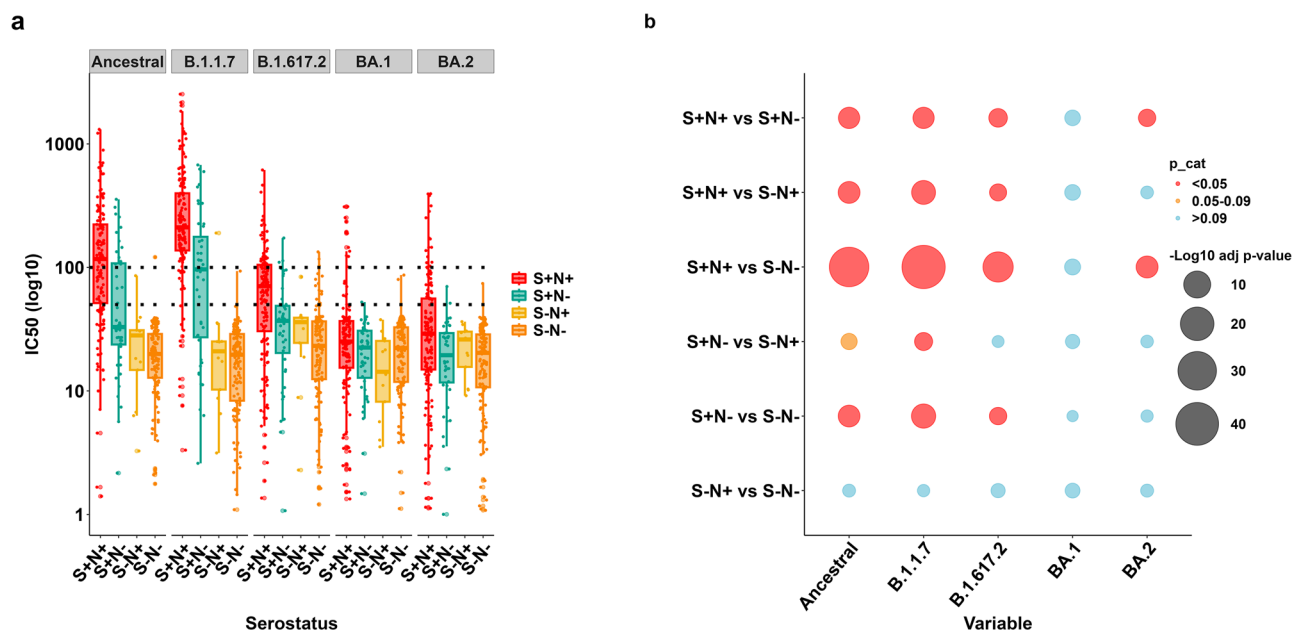 a
Ancestral B.1.1.7 B.1.617.2 BA.1 BA.2
IC50 (log10)
1000
100
10
1
S+N+ S+N- S-N+ S-N- S+N+ S+N- S-N+ S-N- S+N+ S+N- S-N+ S-N- S+N+ S+N- S-N+ S-N- S+N+ S+N- S-N+ S-N-
Serostatus
S+N+
S+N-
S-N+
S-N-
b
S+N+ vs S+N-
S+N+ vs S-N+
S+N+ vs S-N-
S+N- vs S-N+
S+N- vs S-N-
S-N+ vs S-N-
Ancestral B.1.1.7 B.1.617.2 BA.1 BA.2
Variable
p_cat
<0.05
0.05-0.09
>0.09
-Log10 adj p-value
10
20
30
40